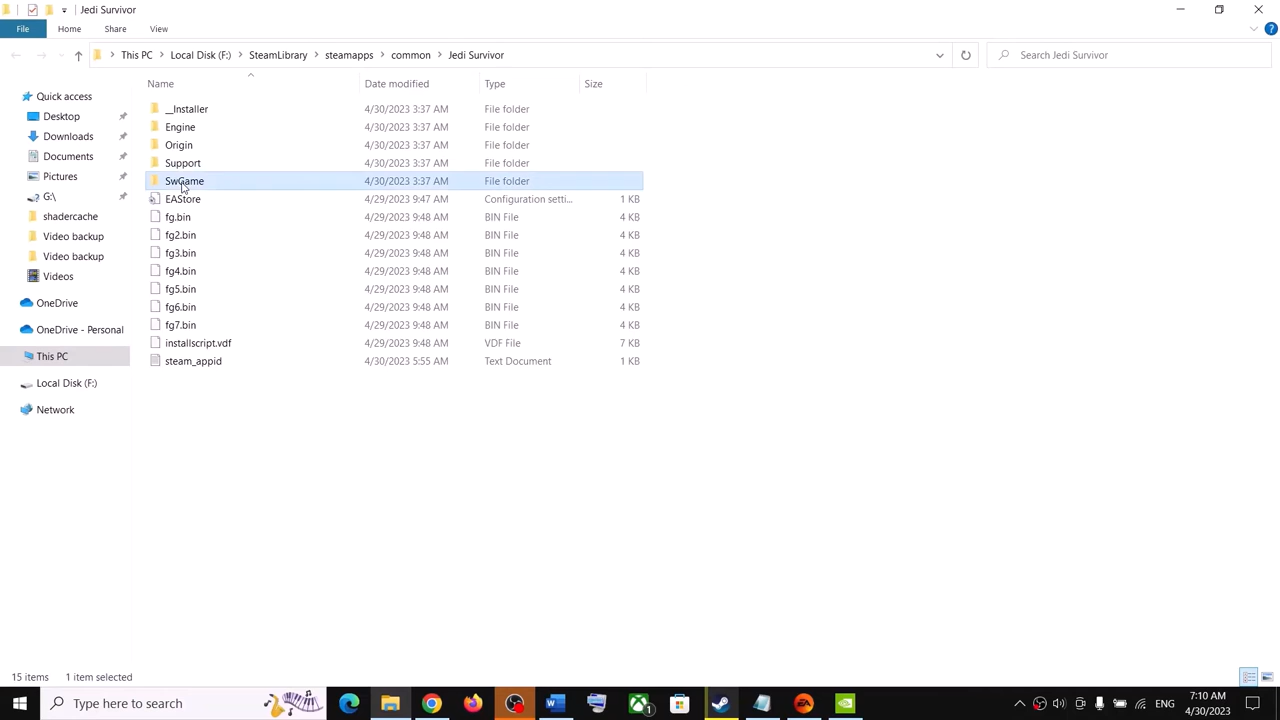 Jedi Survivor
File Home Share View
This PC Local Disk (F:) SteamLibrary steamapps common Jedi Survivor Search Jedi Survivor
Name Date modified Type Size
Quick access
Desktop
Downloads
Documents
Pictures
G:\
shadercache
Video backup
Video backup
Videos
OneDrive
OneDrive - Personal
This PC
Local Disk (F:)
Network
__Installer 4/30/2023 3:37 AM File folder
Engine 4/30/2023 3:37 AM File folder
Origin 4/30/2023 3:37 AM File folder
Support 4/30/2023 3:37 AM File folder
SwGame 4/30/2023 3:37 AM File folder
EAStore 4/29/2023 9:47 AM Configuration setti... 1 KB
fg.bin 4/29/2023 9:48 AM BIN File 4 KB
fg2.bin 4/29/2023 9:48 AM BIN File 4 KB
fg3.bin 4/29/2023 9:48 AM BIN File 4 KB
fg4.bin 4/29/2023 9:48 AM BIN File 4 KB
fg5.bin 4/29/2023 9:48 AM BIN File 4 KB
fg6.bin 4/29/2023 9:48 AM BIN File 4 KB
fg7.bin 4/29/2023 9:48 AM BIN File 4 KB
installscript.vdf 4/29/2023 9:48 AM VDF File 7 KB
steam_appid 4/30/2023 5:55 AM Text Document 1 KB
15 items 1 item selected
Type here to search
ENG
7:10 AM
4/30/2023